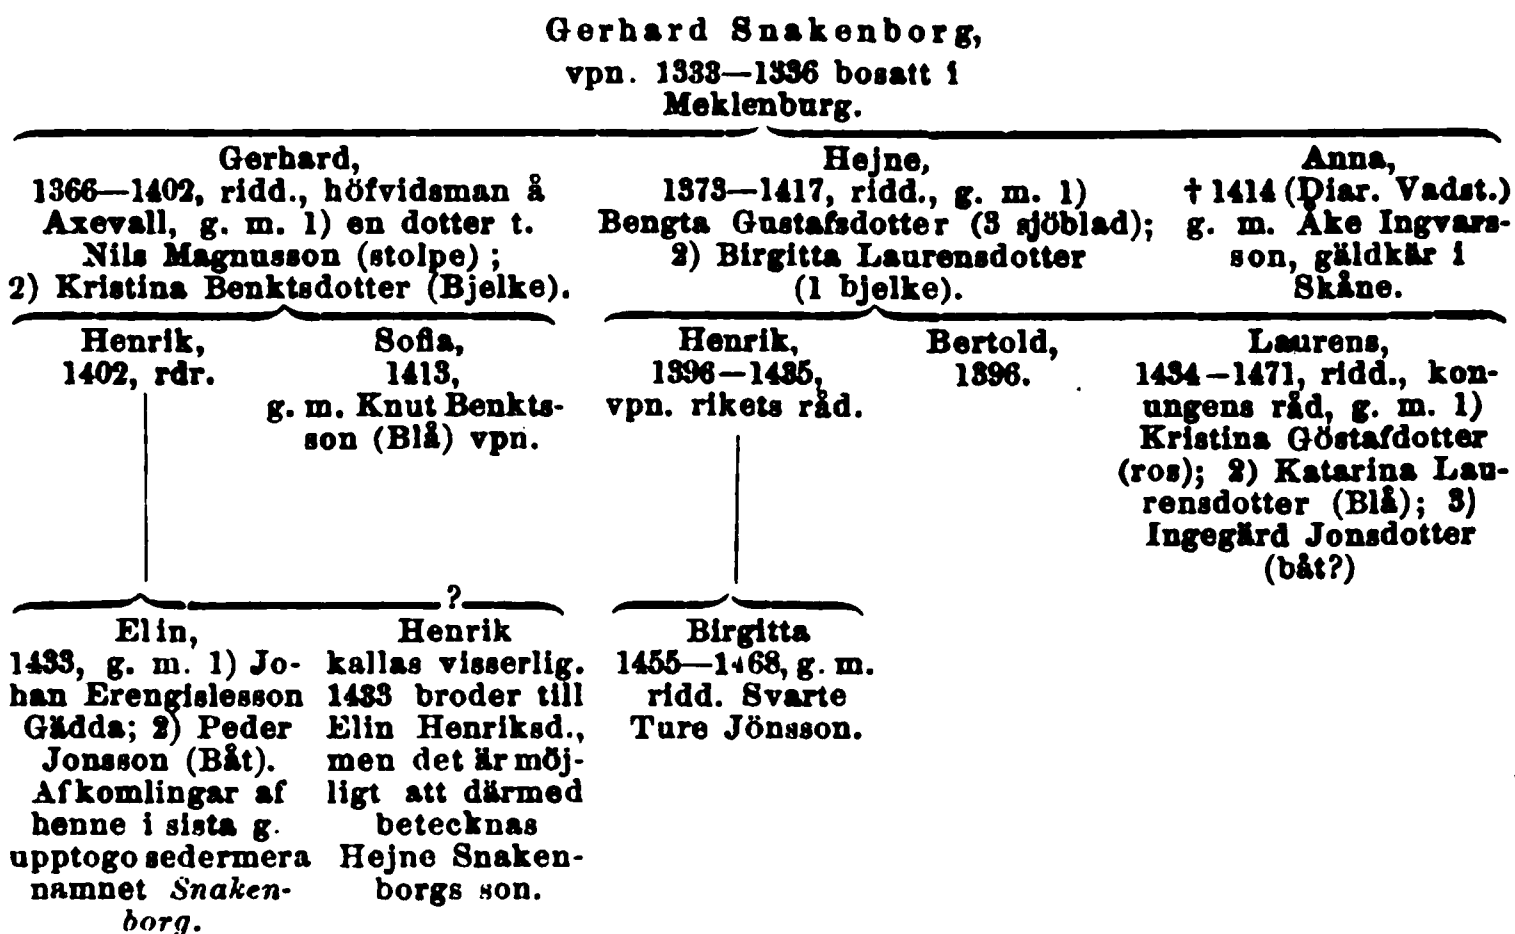 Gerhard Snakenborg,
vpn. 1333—1336 bosatt i
Meklenburg.
Gerhard,
1366—1402, ridd., höfvidsman å
Axevall, g. m. 1) en dotter t.
Nils Magnusson (stolpe) ;
2) Kristina Benktsdotter (Bjelke).
Hejne,
1373—1417, ridd., g. m. 1)
Bengta Gustafsdotter (3 sjöblad);
2) Birgitta Laurensdotter
(1 bjelke).
Anna,
† 1414 (Diar. Vadst.)
g. m. Åke Ingvars-
son, gäldkär i
Skåne.
Henrik,
1402, rdr.
Sofia,
1413,
g. m. Knut Benkts-
son (Blå) vpn.
Henrik,
1396—1435,
vpn. rikets råd.
Bertold,
1396.
Laurens,
1434—1471, ridd., kon-
ungens råd, g. m. 1)
Kristina Göstafdotter
(ros); 2) Katarina Lau-
rensdotter (Blå); 3)
Ingegärd Jonsdotter
(båt?)
Elin,
1433, g. m. 1) Jo-
han Erengislesson
Gädda; 2) Peder
Jonsson (Båt).
Afkomlingar af
henne i sista g.
upptogo sedermera
namnet Snaken-
borg.
?
Henrik
kallas visserlig.
1433 broder till
Elin Henriksd.,
men det är möj-
ligt att därmed
betecknas
Hejne Snaken-
borgs son.
Birgitta
1455—1468, g. m.
ridd. Svarte
Ture Jönsson.